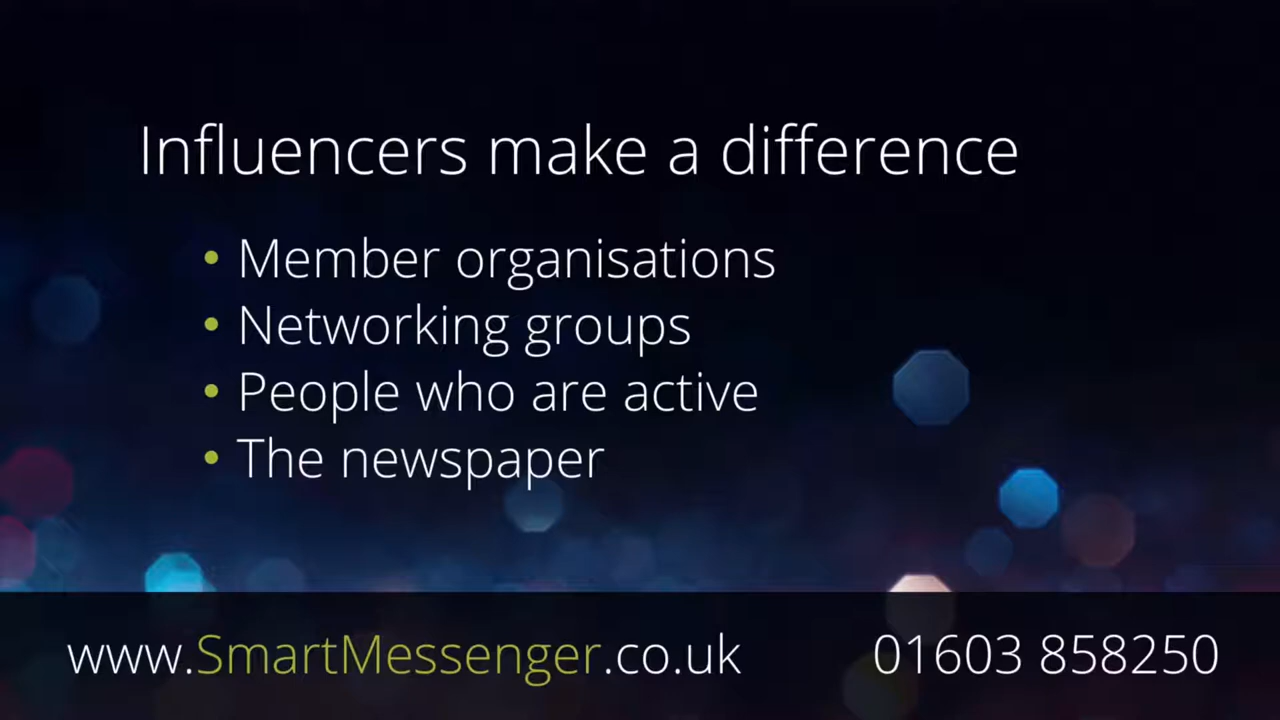 Influencers make a difference
• Member organisations
• Networking groups
• People who are active
• The newspaper
www.SmartMessenger.co.uk 01603 858250